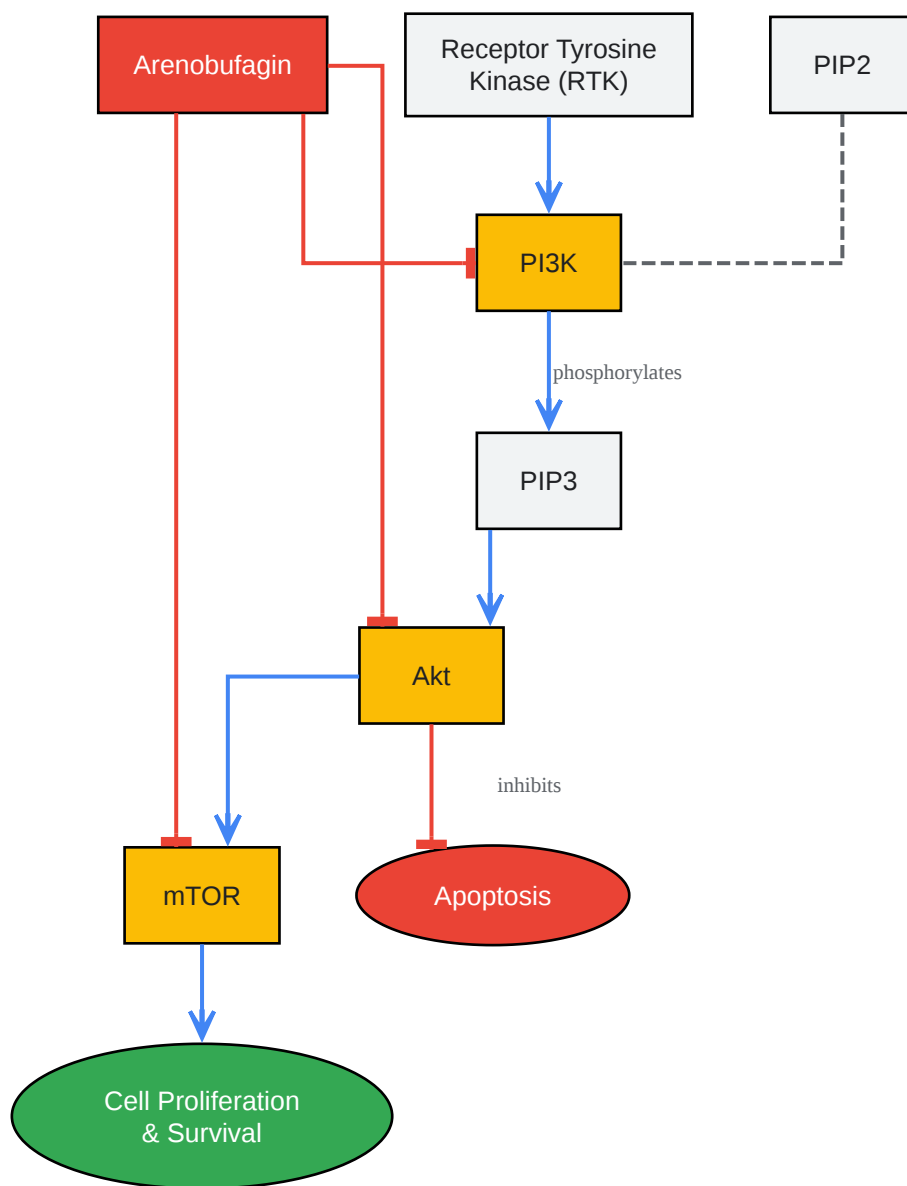 Arenobufagin
Receptor Tyrosine
Kinase (RTK)
PIP2
PI3K
phosphorylates
PIP3
Akt
inhibits
mTOR
Apoptosis
Cell Proliferation
& Survival